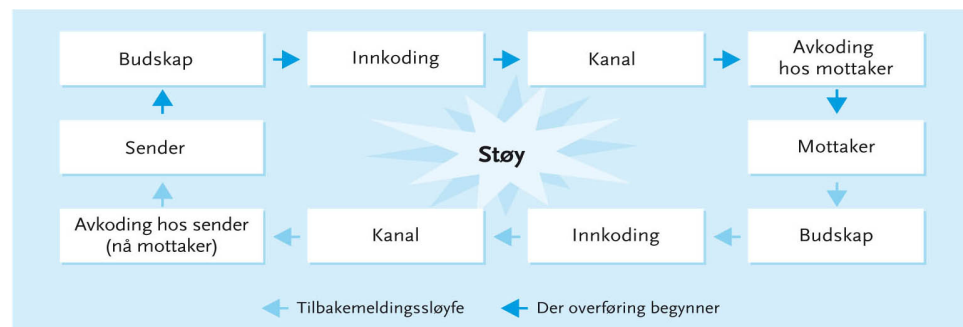 Budskap
Innkoding
Kanal
Avkoding
hos mottaker
Sender
Støy
Mottaker
Avkoding hos sender
(nå mottaker)
Kanal
Innkoding
Budskap
Tilbakemeldingssløyfe
Der overføring begynner